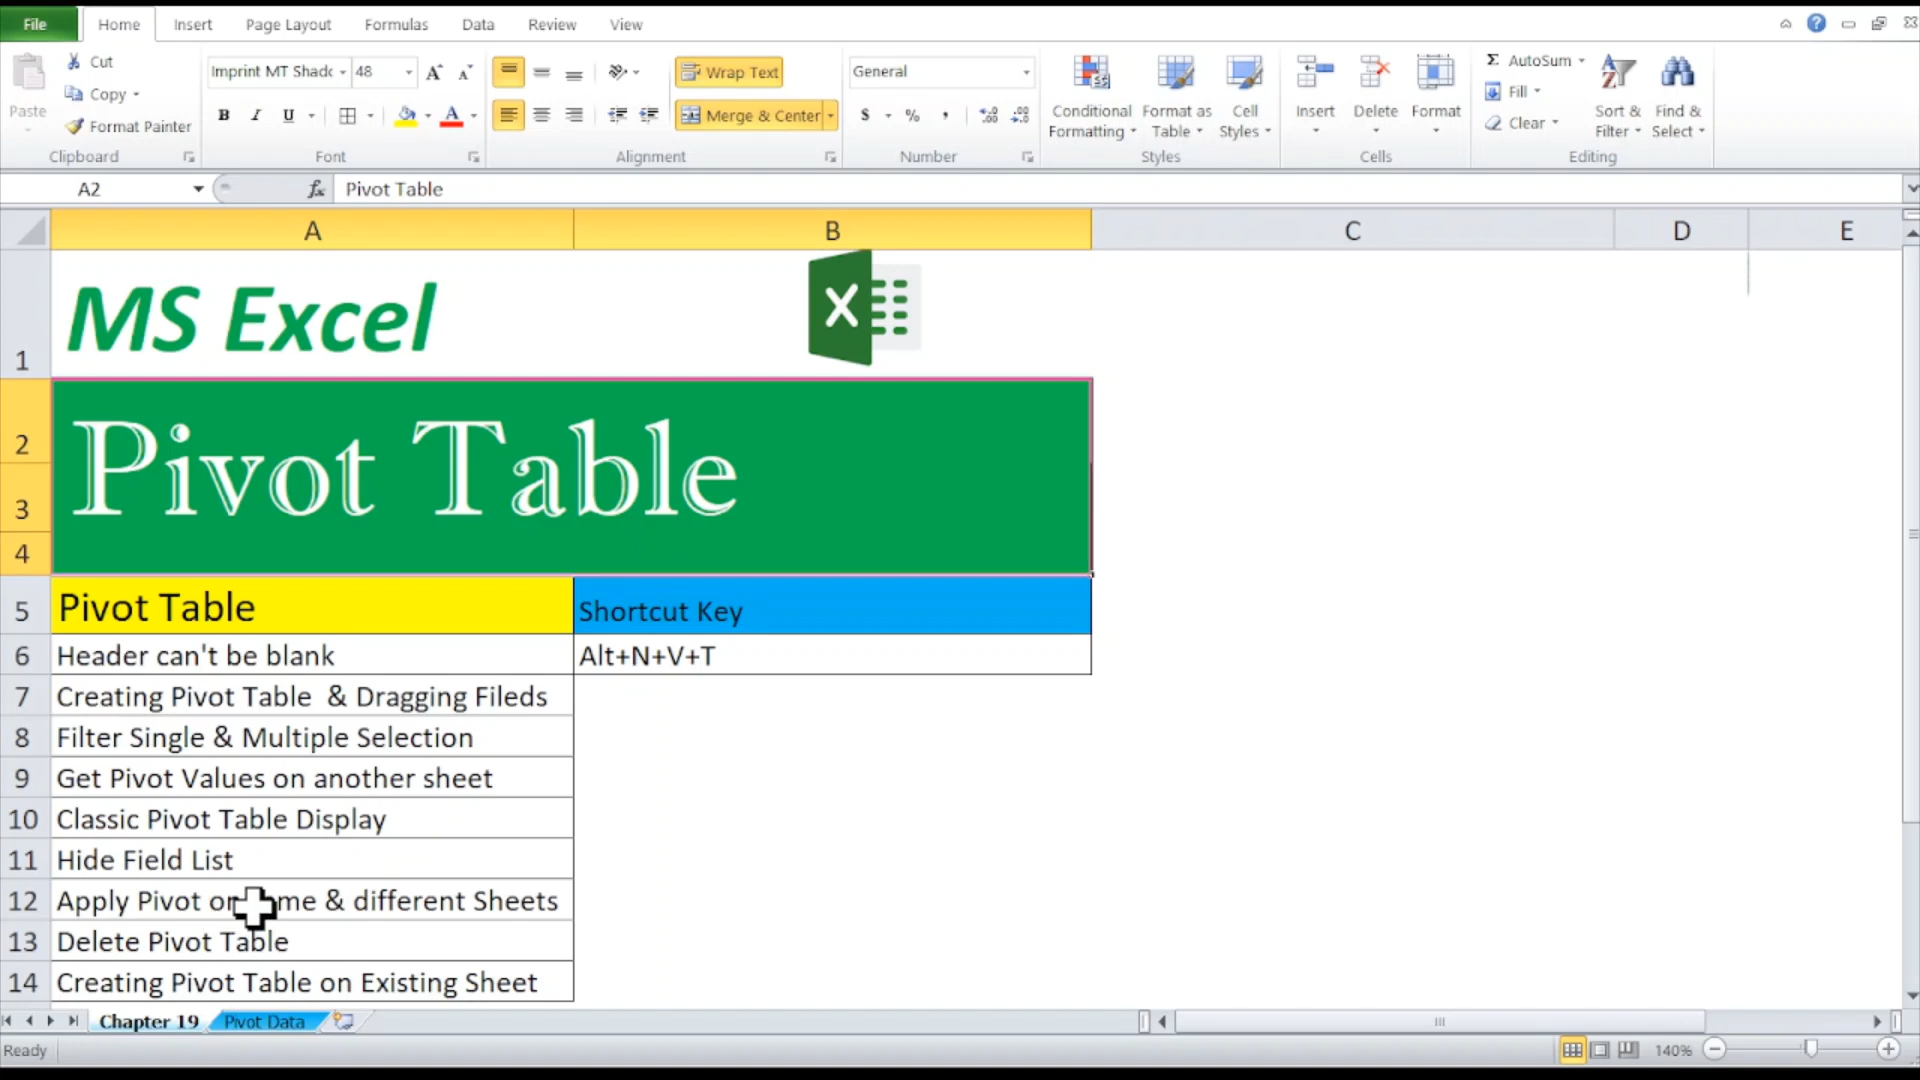 File Home Insert Page Layout Formulas Data Review View
Cut
Copy
Format Painter
Paste
Clipboard
Imprint MT Shadc 48
B I U A
Font
Wrap Text
Merge & Center
Alignment
General
$ % ,
Number
Conditional Formatting
Format as Table
Cell Styles
Styles
Insert Delete Format
Cells
Σ AutoSum
Fill
Clear
Sort & Filter
Find & Select
Editing
A2 fx Pivot Table
A B C D E
1 MS Excel X
2
3 Pivot Table
4
5 Pivot Table Shortcut Key
6 Header can't be blank Alt+N+V+T
7 Creating Pivot Table & Dragging Fileds
8 Filter Single & Multiple Selection
9 Get Pivot Values on another sheet
10 Classic Pivot Table Display
11 Hide Field List
12 Apply Pivot & different Sheets
13 Delete Pivot Table
14 Creating Pivot Table on Existing Sheet
Chapter 19 Pivot Data
Ready 140%